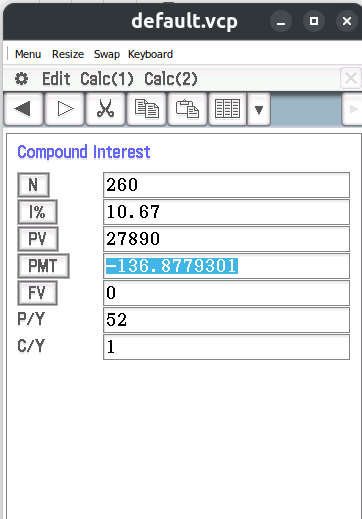 default.vcp
Menu Resize Swap Keyboard
Edit Calc(1) Calc(2)
Compound Interest
N 260
I% 10.67
PV 27890
PMT -136.8779301
FV 0
P/Y 52
C/Y 1